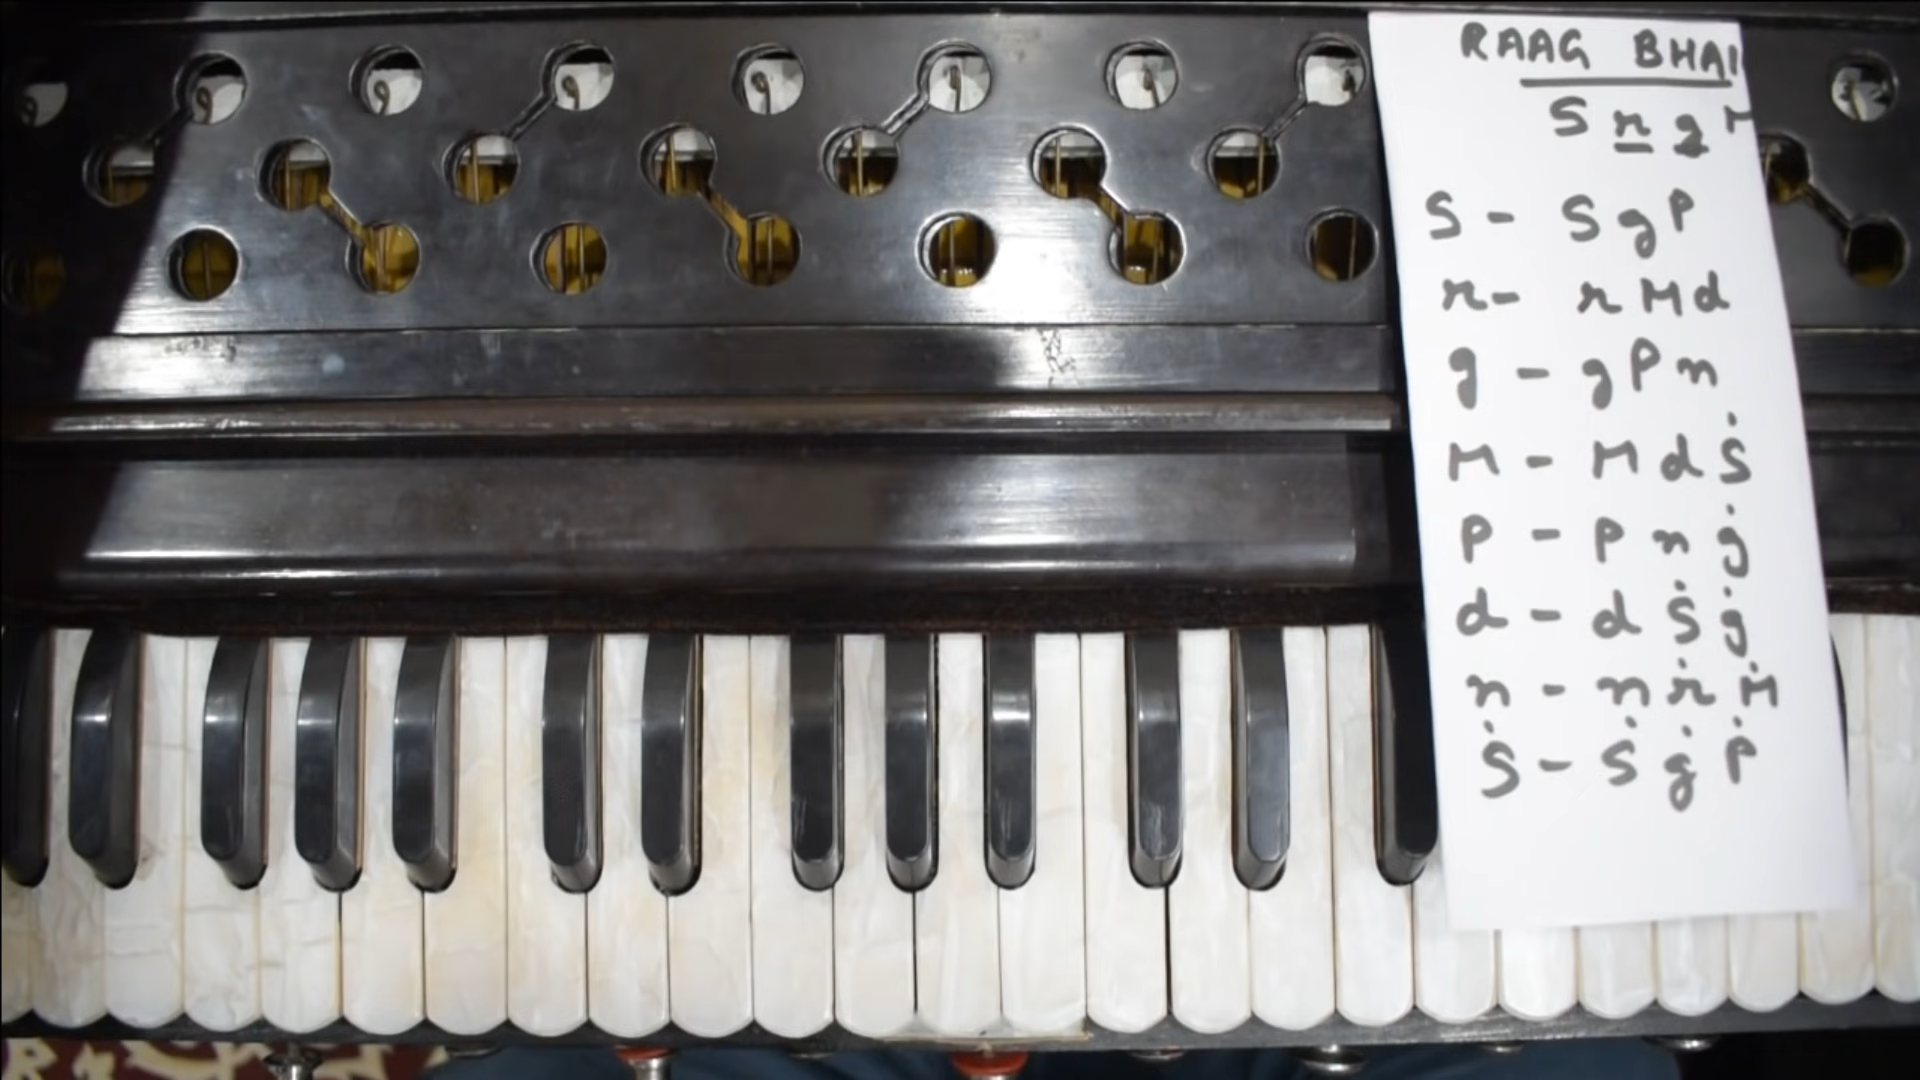 RAAG BHAI
S r g
S - S g P
r - r M d
g - g P n
M - M d Ṡ
P - P n ġ
d - d Ṡ ġ
n - n ṙ Ṁ
Ṡ - Ṡ ġ Ṗ